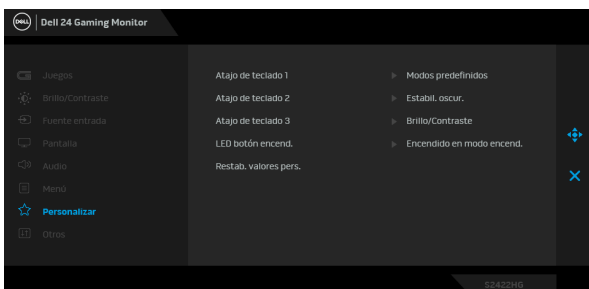 DELL Dell 24 Gaming Monitor
Juegos
Brillo/Contraste
Fuente entrada
Pantalla
Audio
Menú
Personalizar
Otros
Atajo de teclado 1 Modos predefinidos
Atajo de teclado 2 Estabil. oscur.
Atajo de teclado 3 Brillo/Contraste
LED botón encend. Encendido en modo encend.
Restab. valores pers.
S2422HG